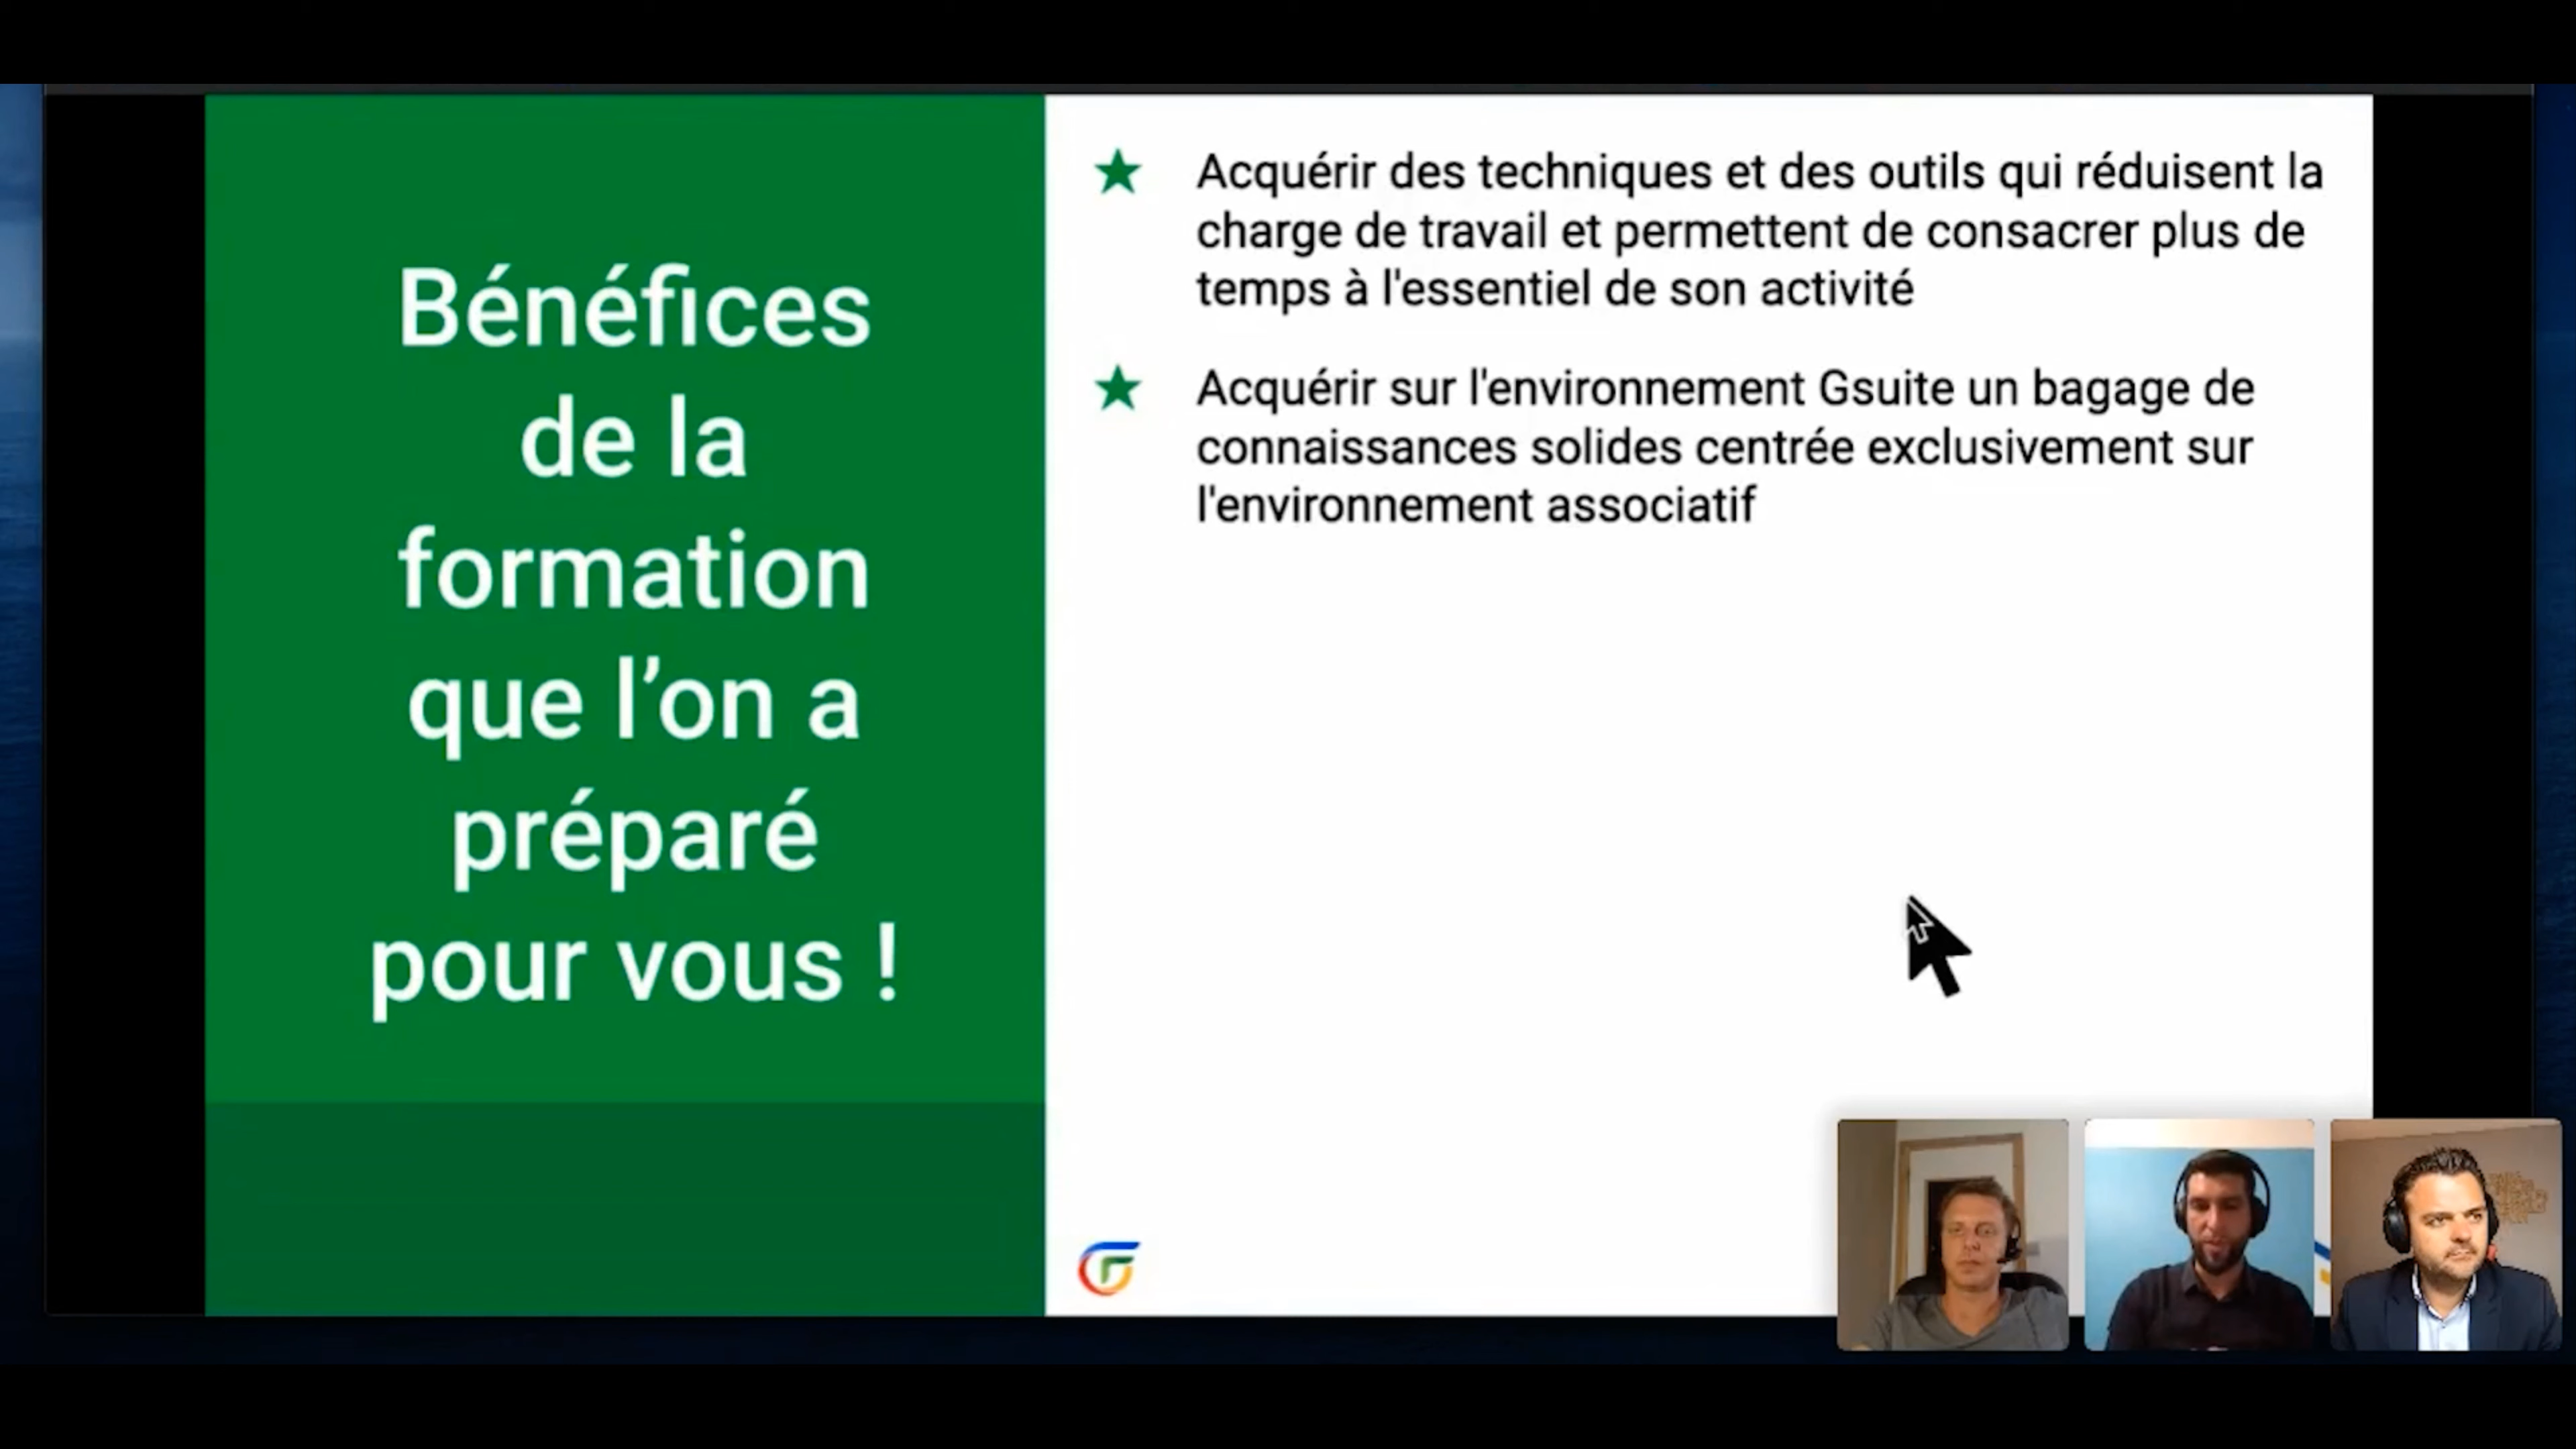 Bénéfices
de la
formation
que l’on a
préparé
pour vous !
Acquérir des techniques et des outils qui réduisent la
charge de travail et permettent de consacrer plus de
temps à l'essentiel de son activité
Acquérir sur l'environnement Gsuite un bagage de
connaissances solides centrée exclusivement sur
l'environnement associatif